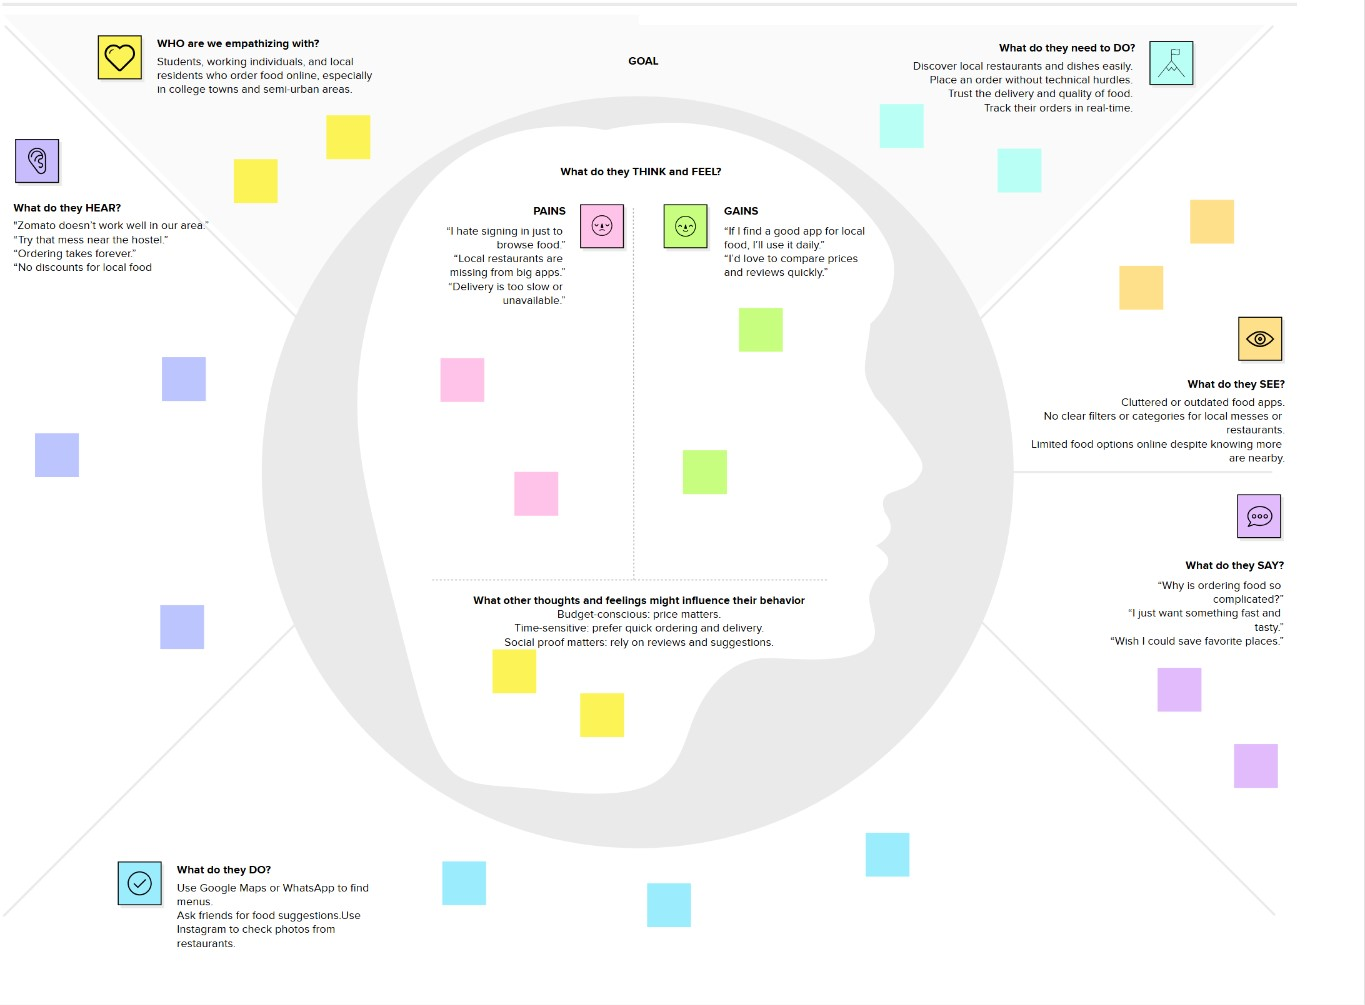 WHO are we empathizing with?
Students, working individuals, and local
residents who order food online, especially
in college towns and semi-urban areas.
GOAL
What do they need to DO?
Discover local restaurants and dishes easily.
Place an order without technical hurdles.
Trust the delivery and quality of food.
Track their orders in real-time.
What do they HEAR?
"Zomato doesn't work well in our area."
"Try that mess near the hostel."
"Ordering takes forever."
"No discounts for local food
What do they THINK and FEEL?
PAINS
"I hate signing in just to
browse food."
"Local restaurants are
missing from big apps."
"Delivery is too slow or
unavailable."
GAINS
"If I find a good app for local
food, I'll use it daily."
"I'd love to compare prices
and reviews quickly."
What do they SEE?
Cluttered or outdated food apps.
No clear filters or categories for local messes or
restaurants.
Limited food options online despite knowing more
are nearby.
What do they SAY?
"Why is ordering food so
complicated?"
"I just want something fast and
tasty."
"Wish I could save favorite places."
What other thoughts and feelings might influence their behavior
Budget-conscious: price matters.
Time-sensitive: prefer quick ordering and delivery.
Social proof matters: rely on reviews and suggestions.
What do they DO?
Use Google Maps or WhatsApp to find
menus.
Ask friends for food suggestions.Use
Instagram to check photos from
restaurants.